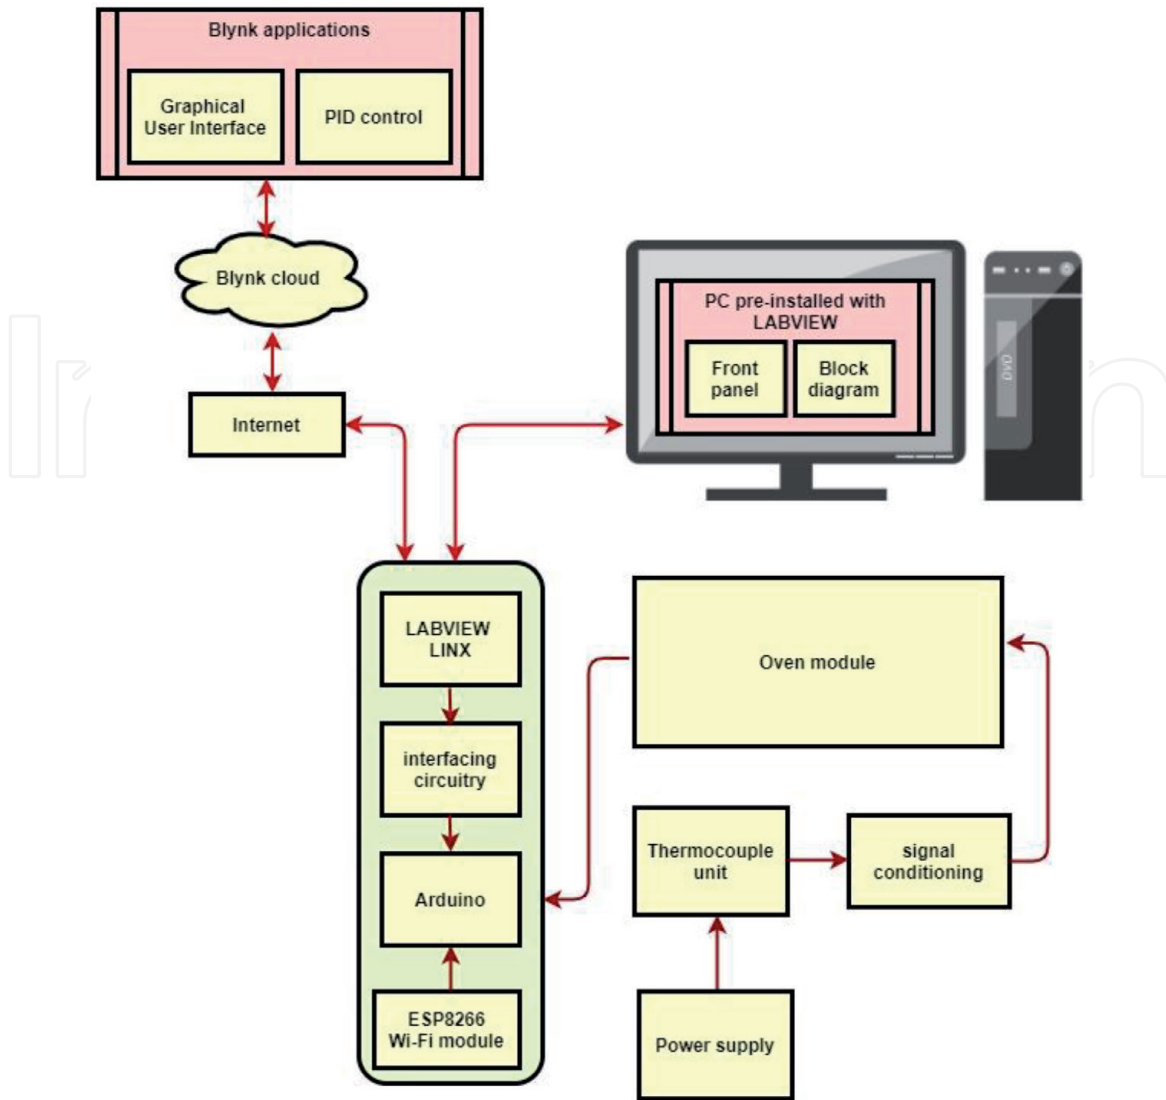 Blynk applications
Graphical
User Interface
PID control
Blynk cloud
Internet
PC pre-installed with
LABVIEW
Front
panel
Block
diagram
DVD
LABVIEW
LINX
interfacing
circuitry
Arduino
ESP8266
Wi-Fi module
Oven module
Thermocouple
unit
signal
conditioning
Power supply